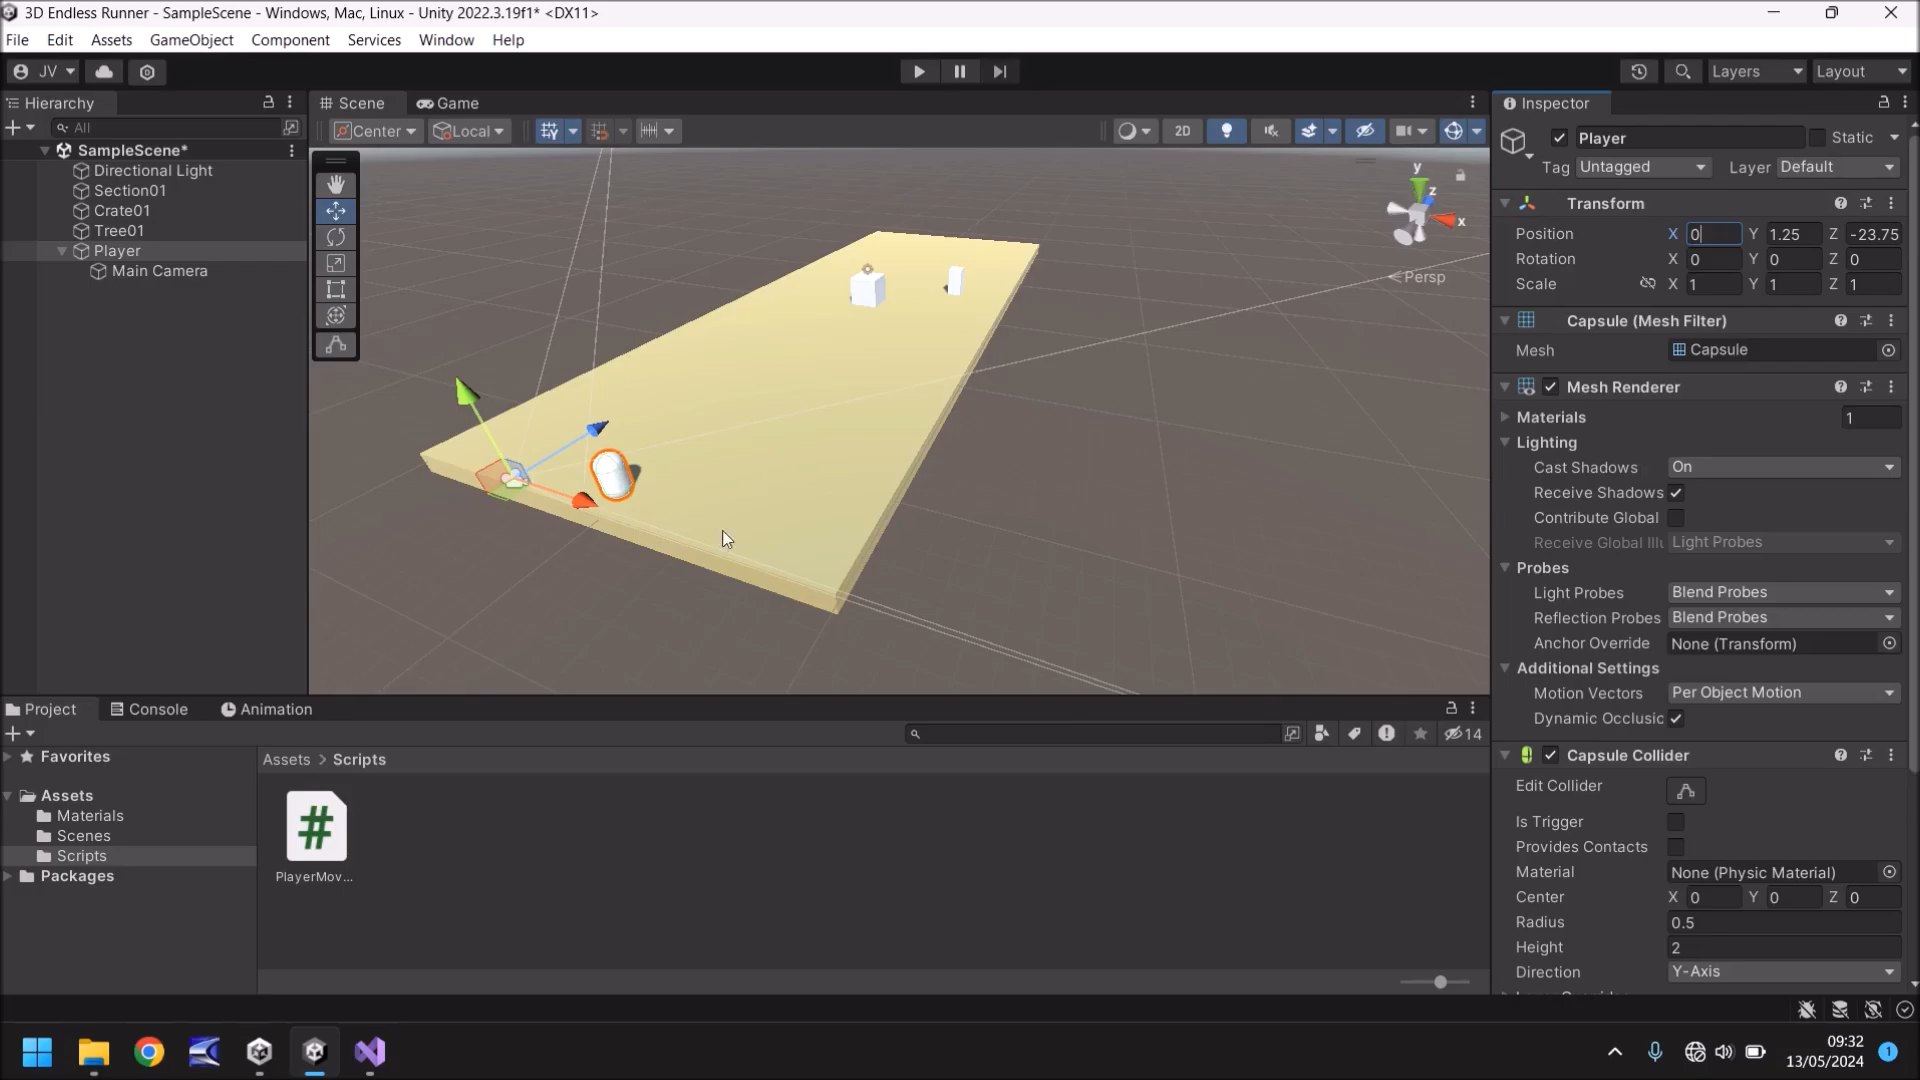 3D Endless Runner - SampleScene - Windows, Mac, Linux - Unity 2022.3.19f1* <DX11>
File Edit Assets GameObject Component Services Window Help
JV Layers Layout
Hierarchy
All
SampleScene*
Directional Light
Section01
Crate01
Tree01
Player
Main Camera
Scene Game
Center Local 2D
y
z
x
Persp
Inspector
Player Static
Tag Untagged Layer Default
Transform
Position X 0 Y 1.25 Z -23.75
Rotation X 0 Y 0 Z 0
Scale X 1 Y 1 Z 1
Capsule (Mesh Filter)
Mesh Capsule
Mesh Renderer
Materials 1
Lighting
Cast Shadows On
Receive Shadows
Contribute Global
Receive Global Illu Light Probes
Probes
Light Probes Blend Probes
Reflection Probes Blend Probes
Anchor Override None (Transform)
Additional Settings
Motion Vectors Per Object Motion
Dynamic Occlusic
Capsule Collider
Edit Collider
Is Trigger
Provides Contacts
Material None (Physic Material)
Center X 0 Y 0 Z 0
Radius 0.5
Height 2
Direction Y-Axis
Project Console Animation
14
Favorites
Assets
Materials
Scenes
Scripts
Packages
Assets > Scripts
#
PlayerMov...
09:32
13/05/2024
1